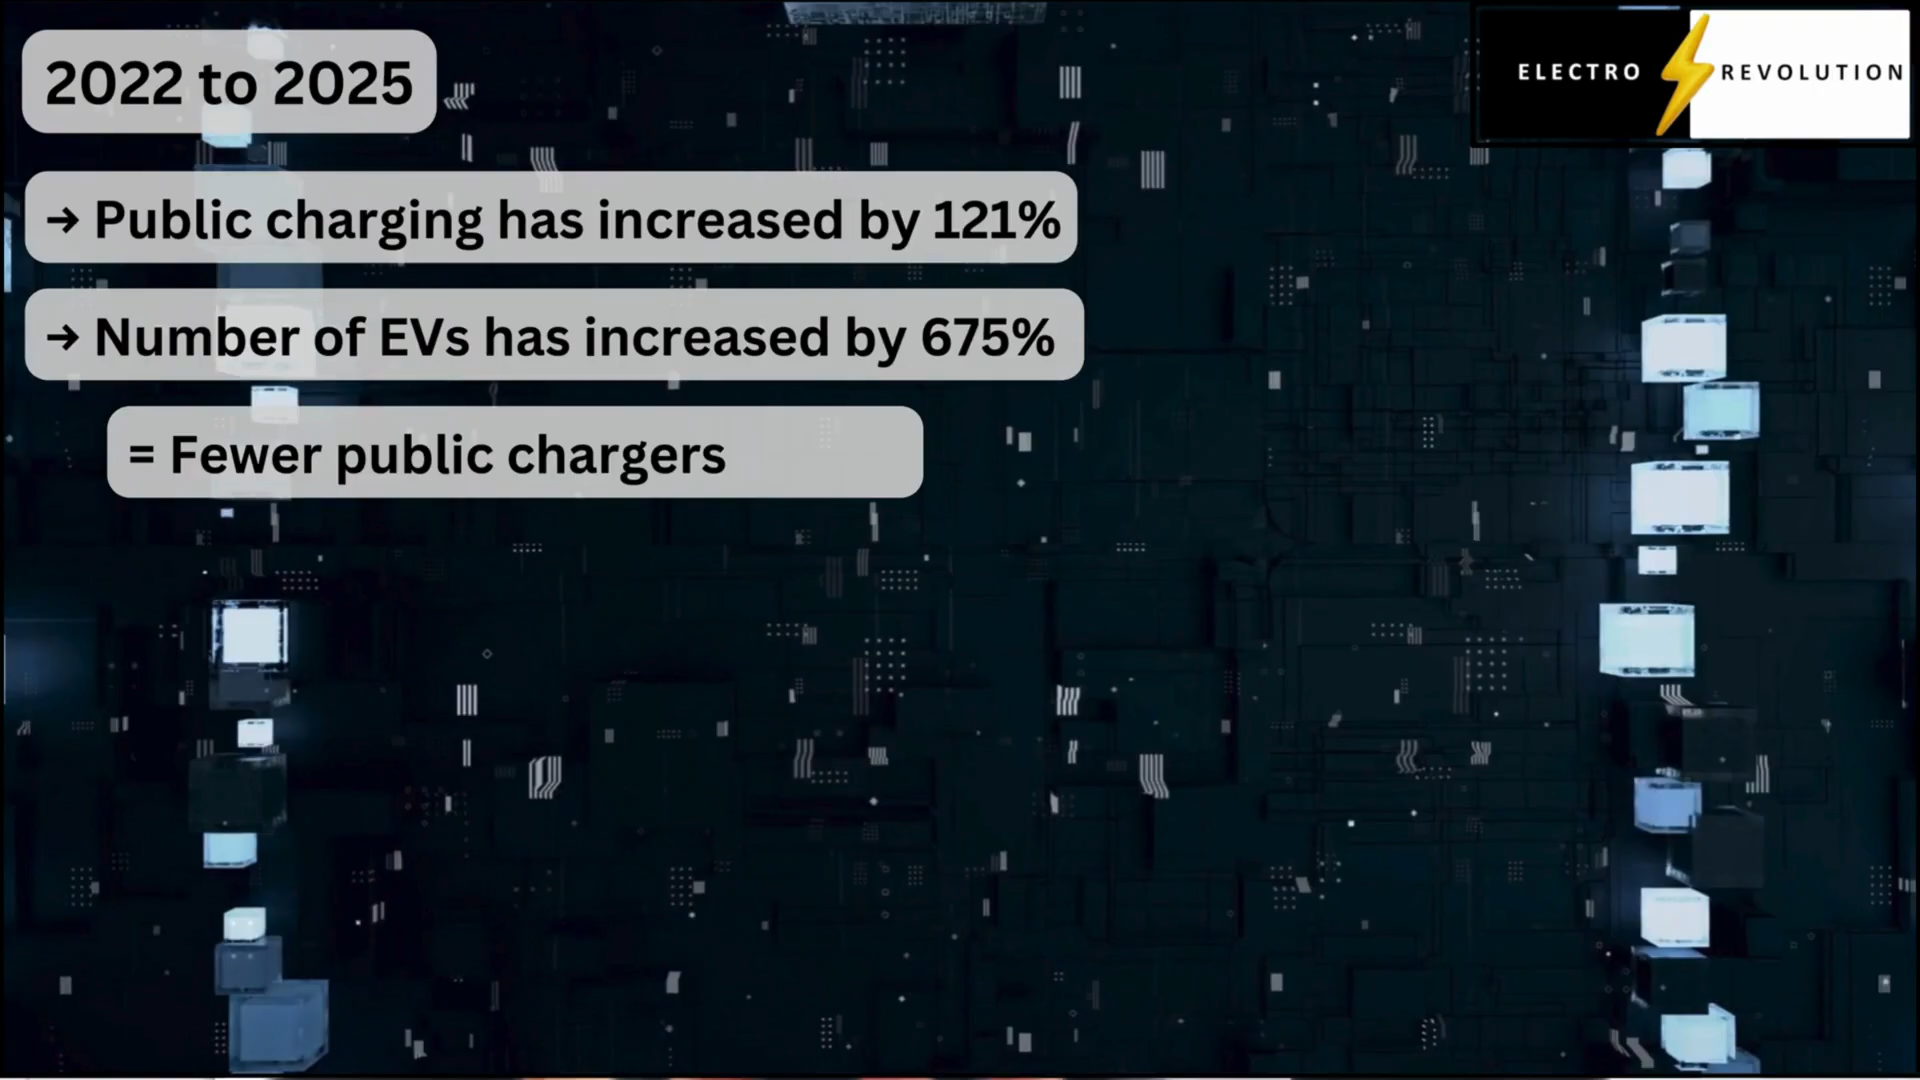 2022 to 2025
ELECTRO⚡REVOLUTION
→ Public charging has increased by 121%
→ Number of EVs has increased by 675%
= Fewer public chargers